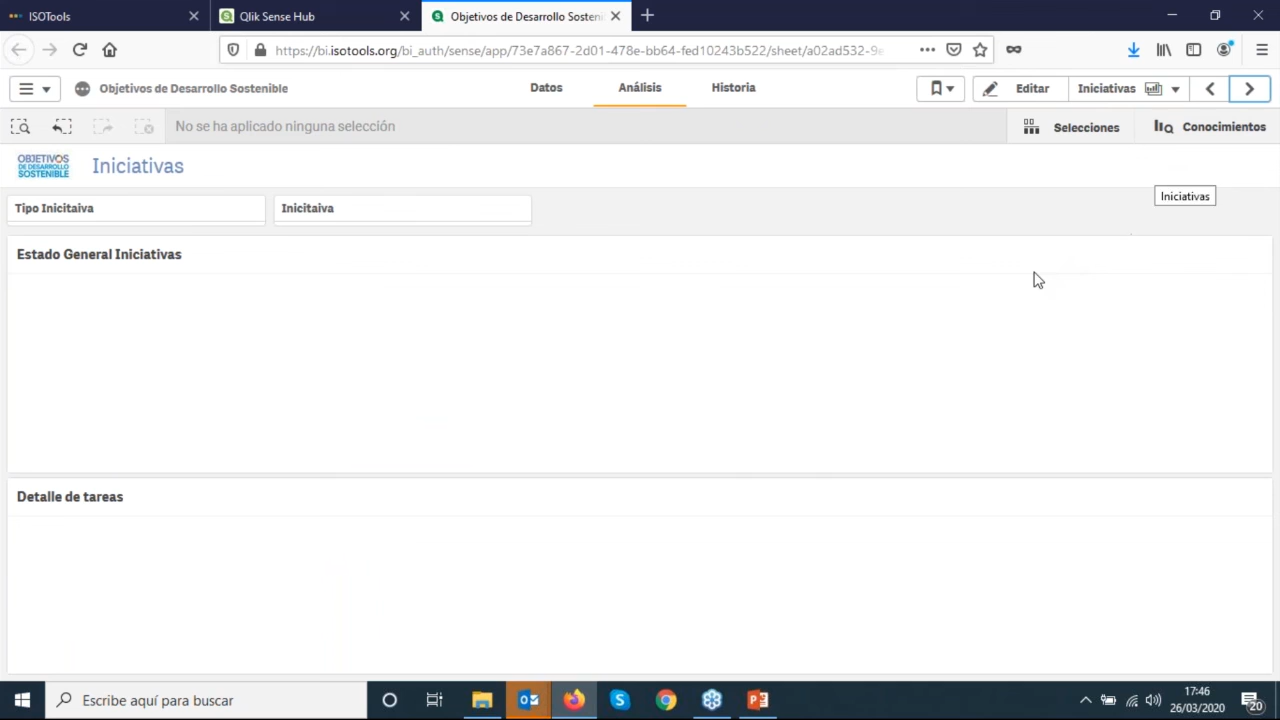 ISOTools
Qlik Sense Hub
Objetivos de Desarrollo Sosteni
https://bi.isotools.org/bi_auth/sense/app/73e7a867-2d01-478e-bb64-fed10243b522/sheet/a02ad532-9e
Objetivos de Desarrollo Sostenible
Datos
Análisis
Historia
Editar
Iniciativas
No se ha aplicado ninguna selección
Selecciones
Conocimientos
OBJETIVOS
DE DESARROLLO
SOSTENIBLE
Iniciativas
Iniciativas
Tipo Inicitaiva
Inicitaiva
Estado General Iniciativas
Detalle de tareas
Escribe aquí para buscar
17:46
26/03/2020
20